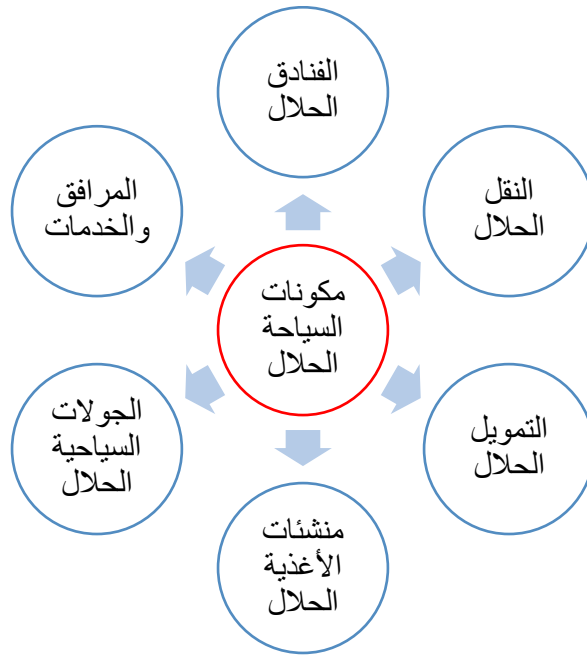 الفنادق
الحلال
النقل
الحلال
المرافق
والخدمات
مكونات
السياحة
الحلال
التمويل
الحلال
الجولات
السياحية
الحلال
منشئات
الأغذية
الحلال